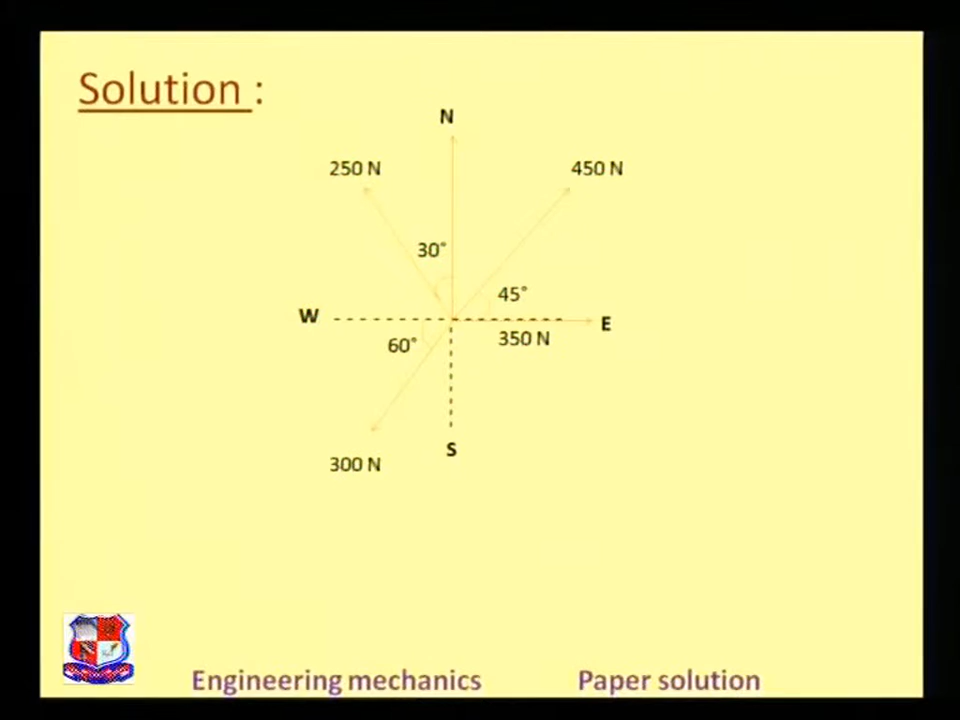 Solution :
N
250 N
450 N
30°
45°
W
E
60°
350 N
S
300 N
Engineering mechanics
Paper solution